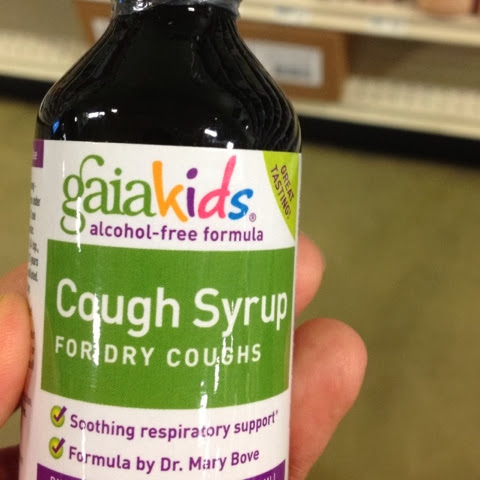 gaiakids®
GREAT
TASTING!
alcohol-free formula
Cough Syrup
FOR DRY COUGHS
Soothing respiratory support*
Formula by Dr. Mary Bove